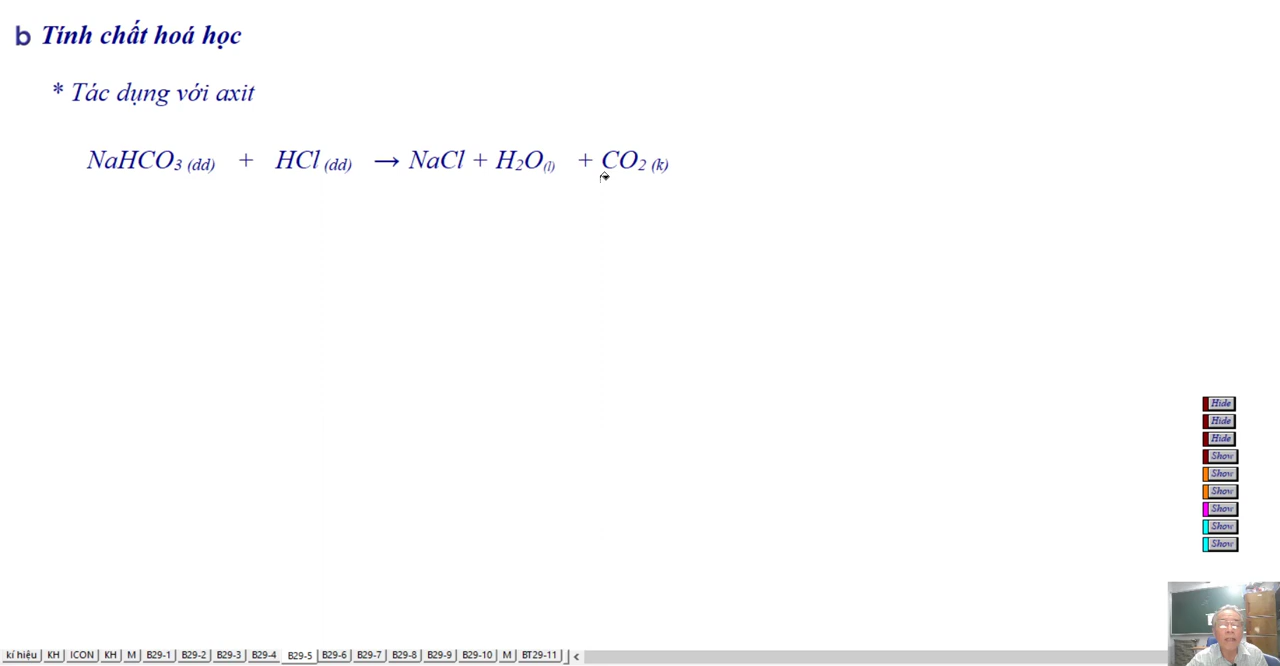 b Tính chất hoá học
* Tác dụng với axit
NaHCO3 (dd) + HCl (dd) → NaCl + H2O(l) + CO2 (k)
Hide
Hide
Hide
Show
Show
Show
Show
Show
Show
kí hiệu KH ICON KH M B29-1 B29-2 B29-3 B29-4 B29-5 B29-6 B29-7 B29-8 B29-9 B29-10 M BT29-11 <